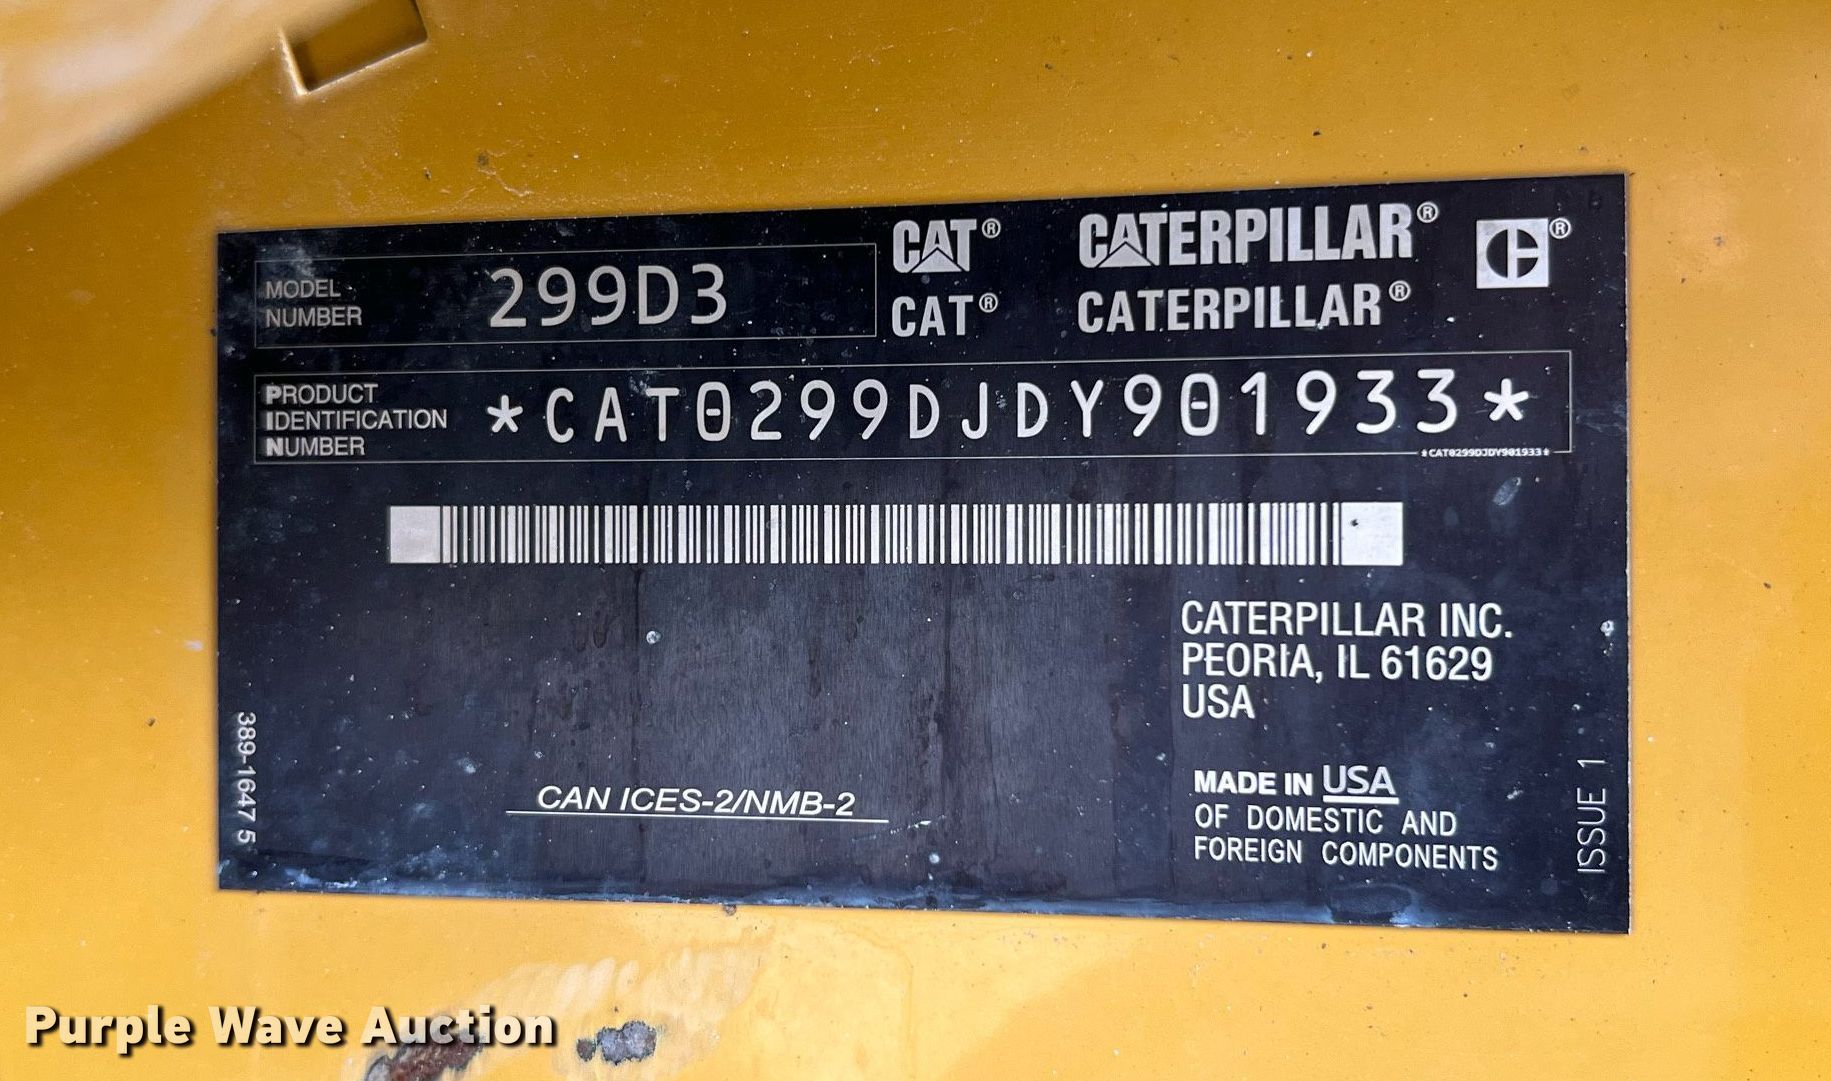 MODEL
NUMBER
299D3
CAT® CATERPILLAR® C®
CAT® CATERPILLAR®
PRODUCT
IDENTIFICATION
NUMBER
*CAT0299DJDY901933*
*CAT0299DJDY901933*
CATERPILLAR INC.
PEORIA, IL 61629
USA
389-1647 5
CAN ICES-2/NMB-2
MADE IN USA
OF DOMESTIC AND
FOREIGN COMPONENTS
ISSUE 1
Purple Wave Auction